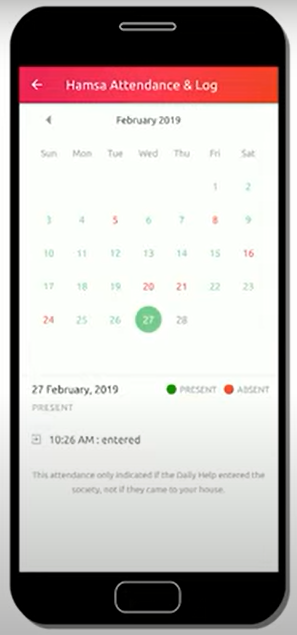 Hamsa Attendance & Log
February 2019
Sun Mon Tue Wed Thu Fri Sat
1 2
3 4 5 6 7 8 9
10 11 12 13 14 15 16
17 18 19 20 21 22 23
24 25 26 27 28
27 February, 2019 PRESENT ABSENT
PRESENT
10:26 AM : entered
This attendance only indicated if the Daily Help entered the
society, not if they came to your house.